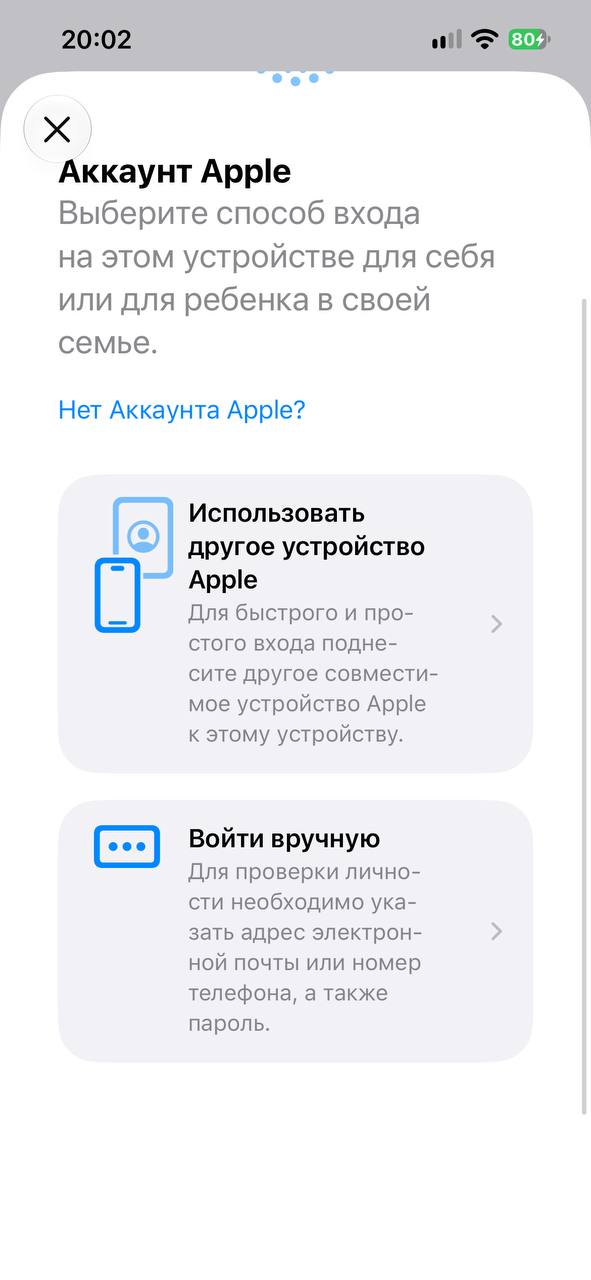 20:02
80
Аккаунт Apple
Выберите способ входа
на этом устройстве для себя
или для ребенка в своей
семье.
Нет Аккаунта Apple?
Использовать
другое устройство
Apple
Для быстрого и про-
стого входа подне-
сите другое совмести-
мое устройство Apple
к этому устройству.
Войти вручную
Для проверки лично-
сти необходимо ука-
зать адрес электрон-
ной почты или номер
телефона, а также
пароль.